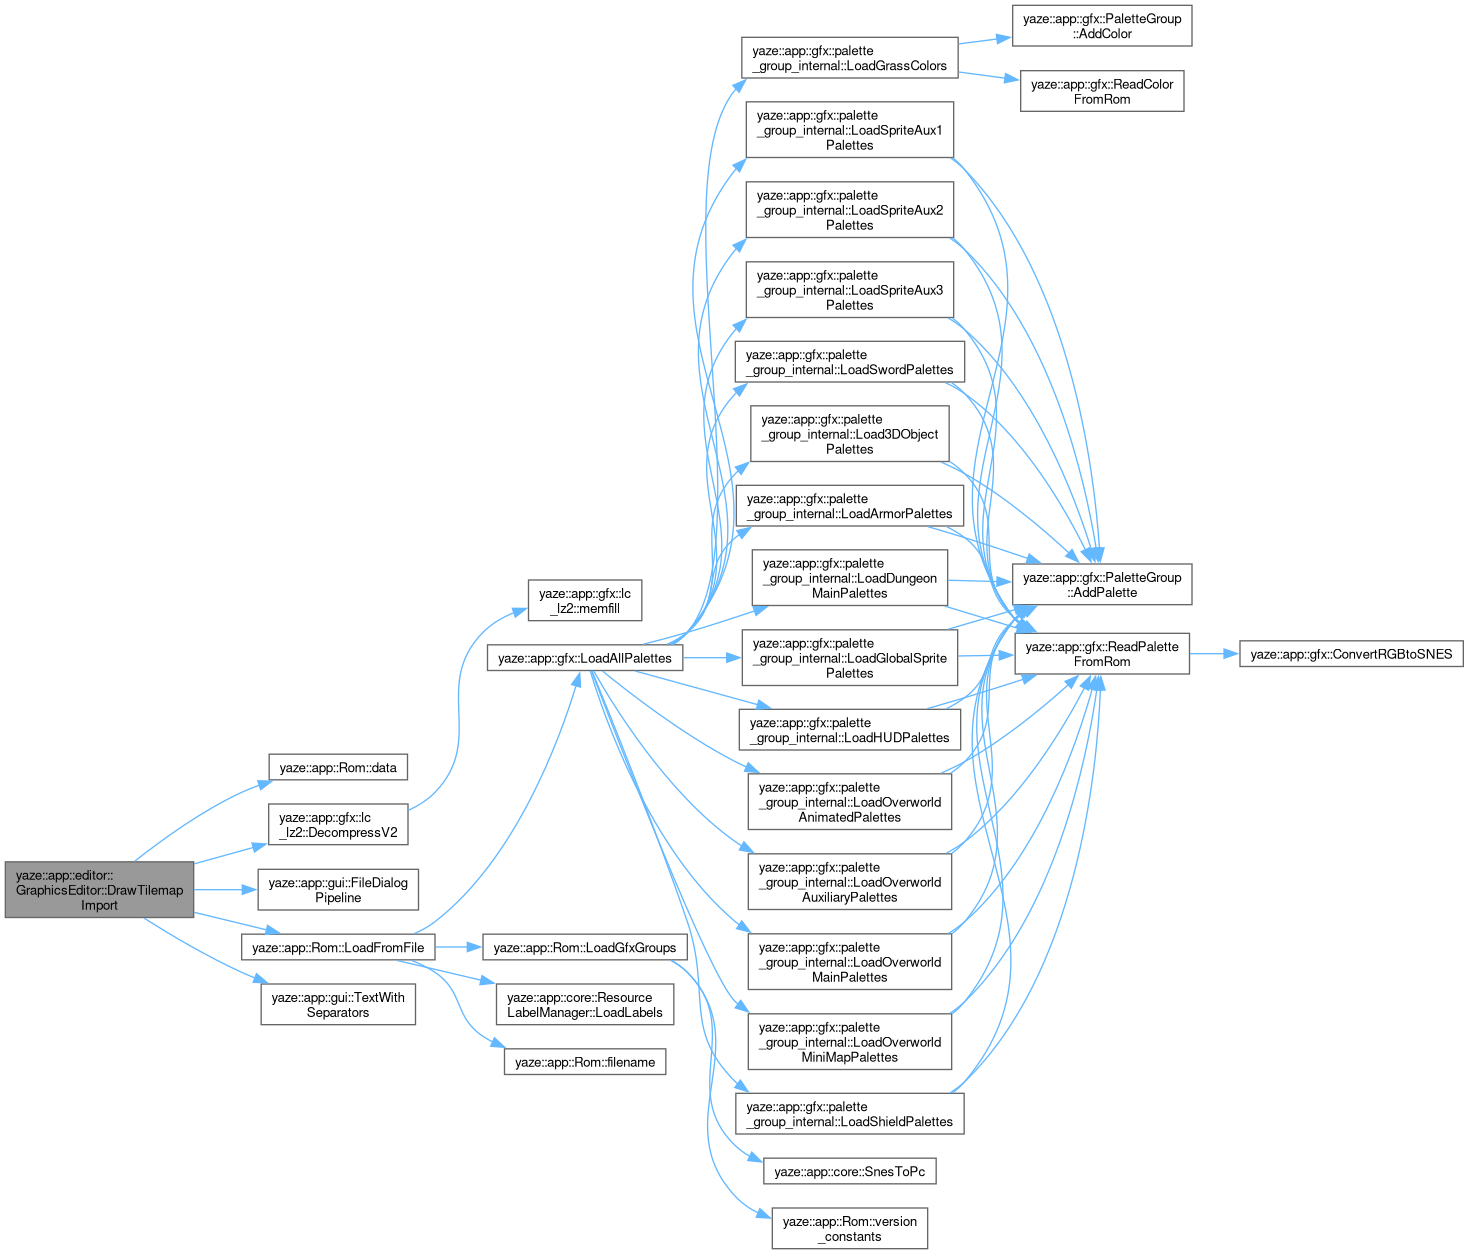 yaze::app::editor::
GraphicsEditor::DrawTilemap
Import
yaze::app::Rom::data
yaze::app::gfx::lc
_lz2::DecompressV2
yaze::app::gui::FileDialog
Pipeline
yaze::app::Rom::LoadFromFile
yaze::app::gui::TextWith
Separators
yaze::app::gfx::lc
_lz2::memfill
yaze::app::gfx::LoadAllPalettes
yaze::app::Rom::LoadGfxGroups
yaze::app::core::Resource
LabelManager::LoadLabels
yaze::app::Rom::filename
yaze::app::gfx::palette
_group_internal::LoadGrassColors
yaze::app::gfx::palette
_group_internal::LoadSpriteAux1
Palettes
yaze::app::gfx::palette
_group_internal::LoadSpriteAux2
Palettes
yaze::app::gfx::palette
_group_internal::LoadSpriteAux3
Palettes
yaze::app::gfx::palette
_group_internal::LoadSwordPalettes
yaze::app::gfx::palette
_group_internal::Load3DObject
Palettes
yaze::app::gfx::palette
_group_internal::LoadArmorPalettes
yaze::app::gfx::palette
_group_internal::LoadDungeon
MainPalettes
yaze::app::gfx::palette
_group_internal::LoadGlobalSprite
Palettes
yaze::app::gfx::palette
_group_internal::LoadHUDPalettes
yaze::app::gfx::palette
_group_internal::LoadOverworld
AnimatedPalettes
yaze::app::gfx::palette
_group_internal::LoadOverworld
AuxiliaryPalettes
yaze::app::gfx::palette
_group_internal::LoadOverworld
MainPalettes
yaze::app::gfx::palette
_group_internal::LoadOverworld
MiniMapPalettes
yaze::app::gfx::palette
_group_internal::LoadShieldPalettes
yaze::app::core::SnesToPc
yaze::app::Rom::version
_constants
yaze::app::gfx::PaletteGroup
::AddColor
yaze::app::gfx::ReadColor
FromRom
yaze::app::gfx::PaletteGroup
::AddPalette
yaze::app::gfx::ReadPalette
FromRom
yaze::app::gfx::ConvertRGBtoSNES